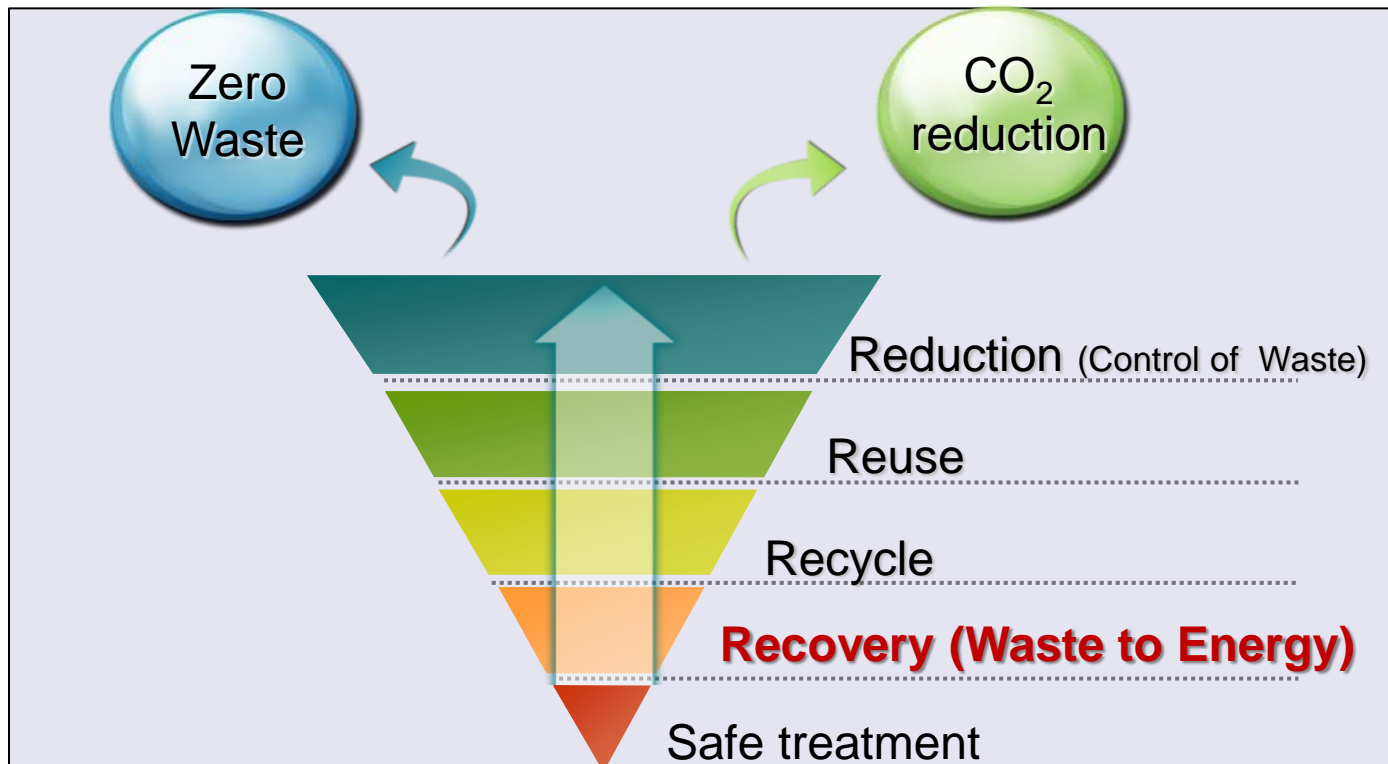 Zero
Waste
CO₂
reduction
Reduction (Control of Waste)
Reuse
Recycle
Recovery (Waste to Energy)
Safe treatment